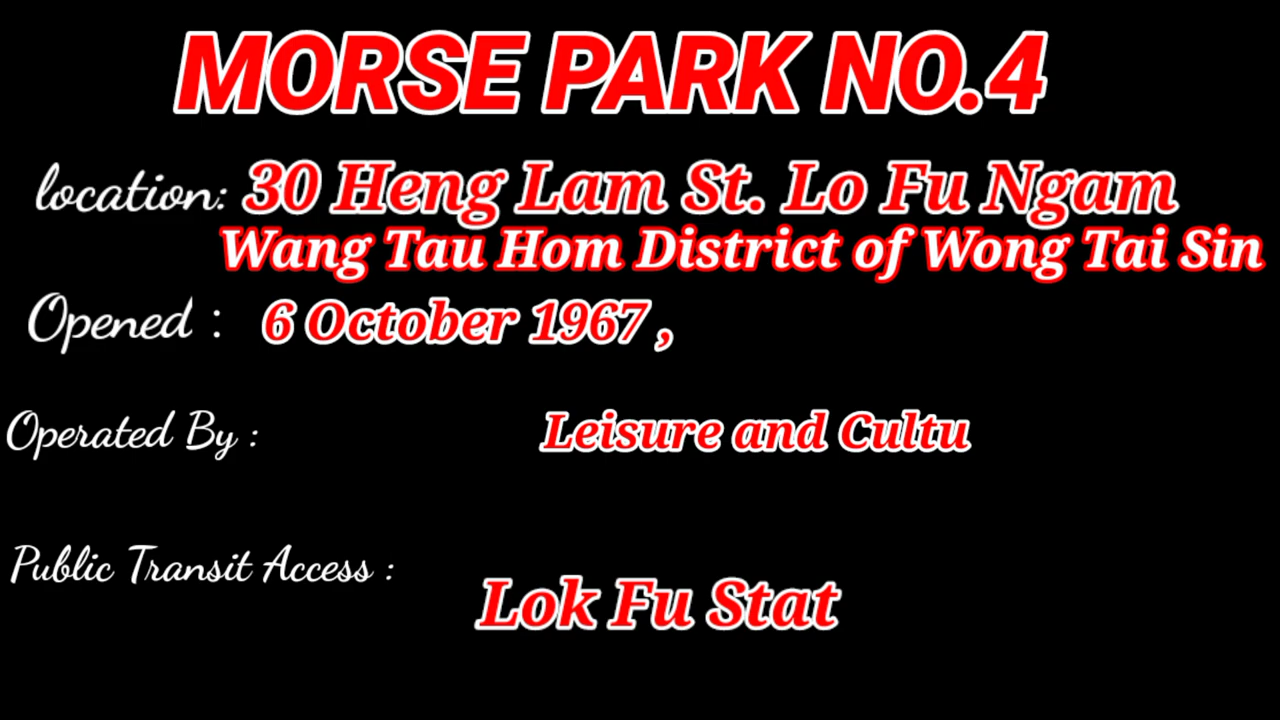 MORSE PARK NO.4
location: 30 Heng Lam St. Lo Fu Ngam
Wang Tau Hom District of Wong Tai Sin
Opened : 6 October 1967 ,
Operated By : Leisure and Cultu
Public Transit Access :
Lok Fu Stat